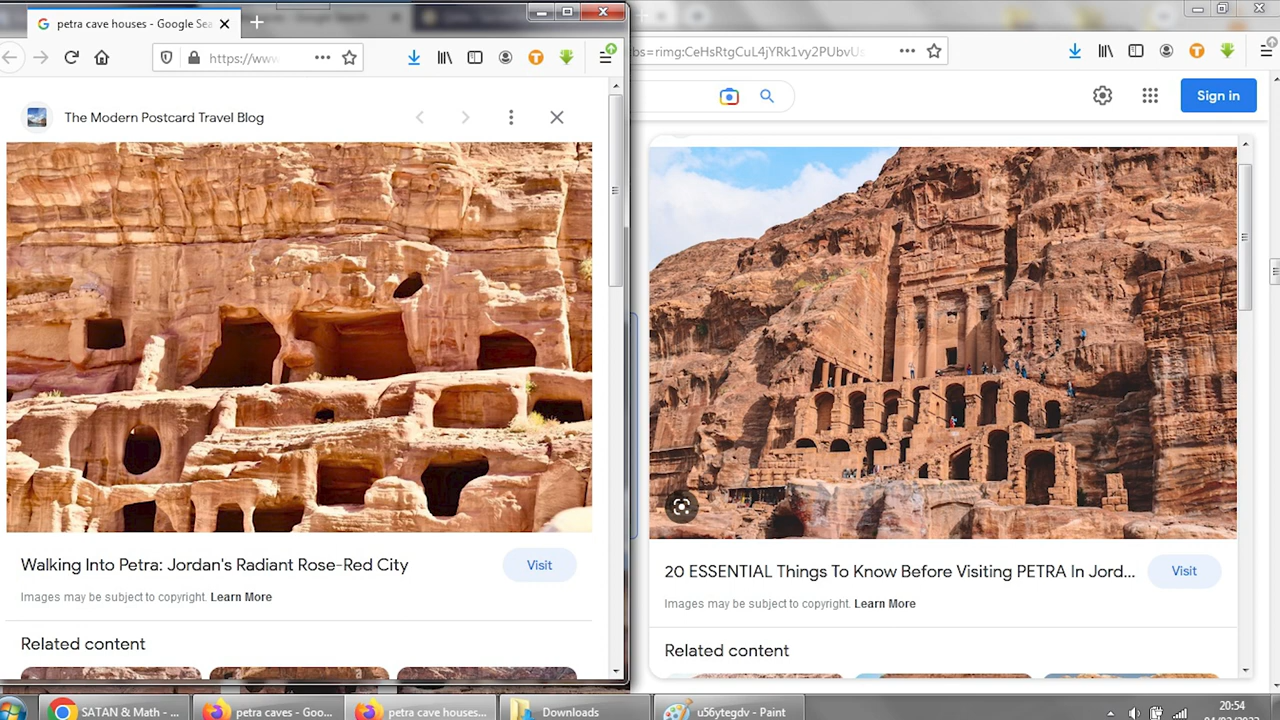 petra cave houses - Google Sea
https://www.
bs=rimg:CeHsRtgCuL4jYRk1vy2PUbvUs
Sign in
The Modern Postcard Travel Blog
Walking Into Petra: Jordan's Radiant Rose-Red City
Visit
Images may be subject to copyright. Learn More
Related content
20 ESSENTIAL Things To Know Before Visiting PETRA In Jord...
Visit
Images may be subject to copyright. Learn More
Related content
SATAN & Math - ...
petra caves - Goo...
petra cave houses...
Downloads
u56ytegdv - Paint
20:54